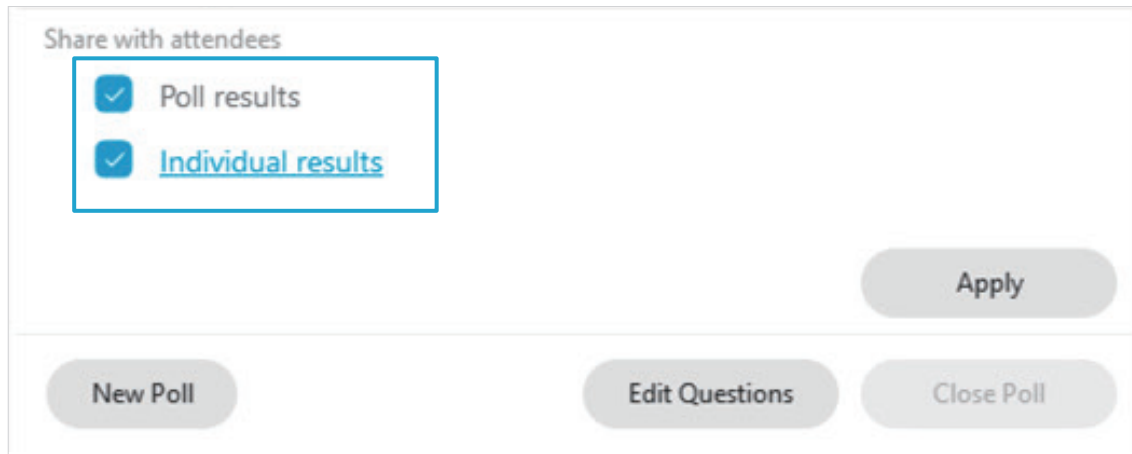 Share with attendees
Poll results
Individual results
Apply
New Poll Edit Questions Close Poll